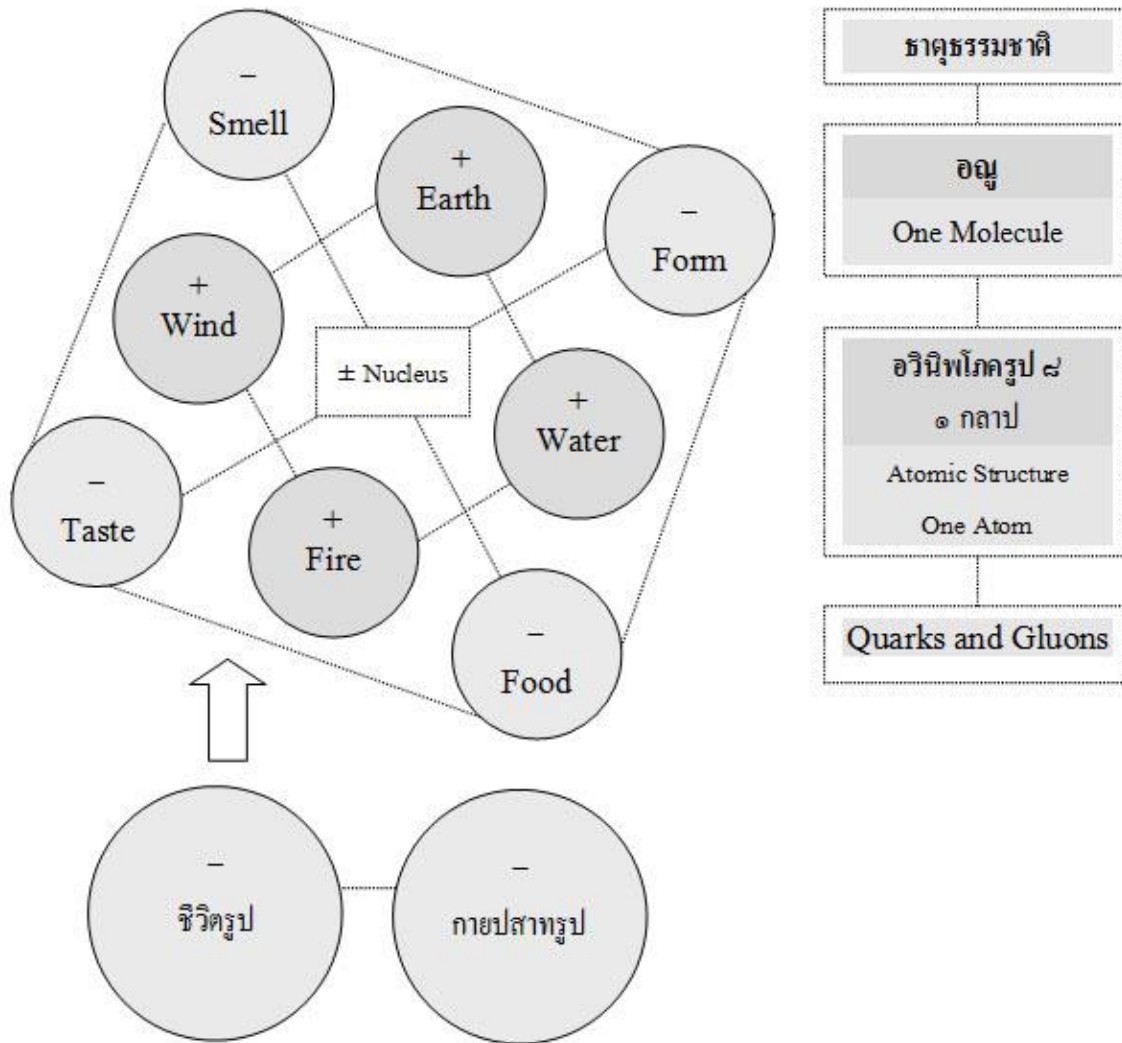 −
Smell
+
Earth
−
Form
+
Wind
± Nucleus
+
Water
−
Taste
+
Fire
−
Food
−
ชีวิตรูป
−
กายปสาทรูป
ธาตุธรรมชาติ
อณู
One Molecule
อวินิพโภครูป ๘
๑ กลาป
Atomic Structure
One Atom
Quarks and Gluons